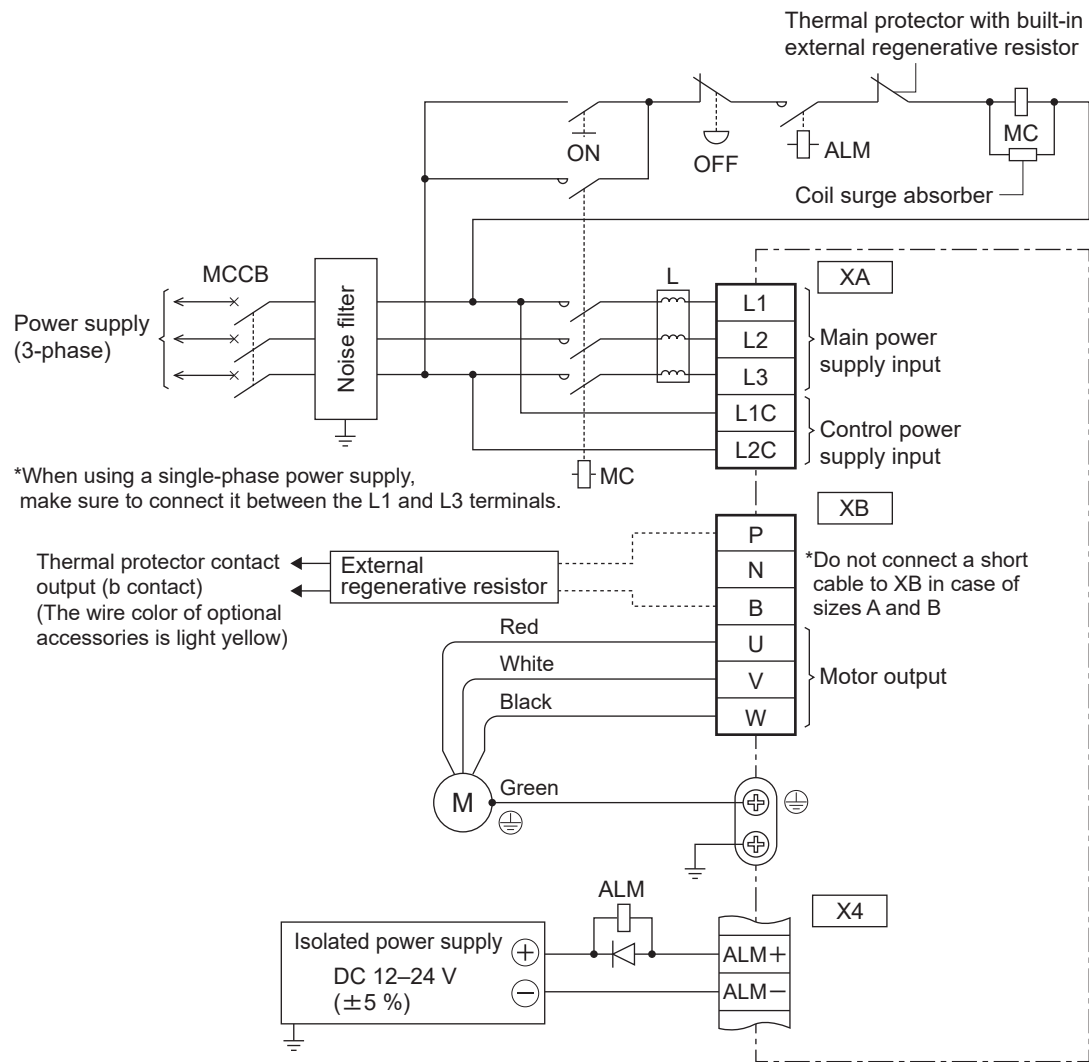 Thermal protector with built-in
external regenerative resistor
ON
OFF
ALM
MC
Coil surge absorber
MCCB
Power supply
(3-phase)
Noise filter
L
XA
L1
L2
L3
L1C
L2C
Main power
supply input
Control power
supply input
MC
*When using a single-phase power supply,
make sure to connect it between the L1 and L3 terminals.
XB
P
N
B
U
V
W
*Do not connect a short
cable to XB in case of
sizes A and B
Thermal protector contact
output (b contact)
(The wire color of optional
accessories is light yellow)
External
regenerative resistor
Red
White
Black
Motor output
M
Green
ALM
X4
Isolated power supply
DC 12–24 V
(±5 %)
+
−
ALM+
ALM−